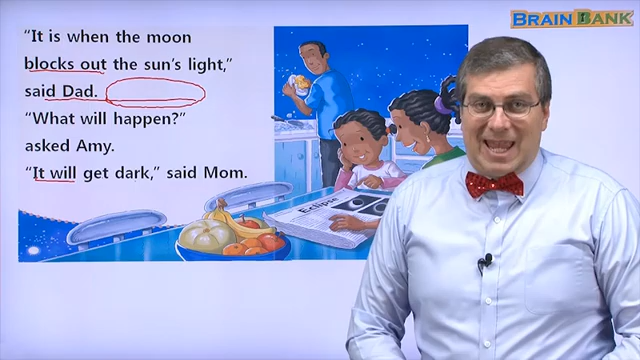 "It is when the moon
blocks out the sun's light,"
said Dad.
"What will happen?"
asked Amy.
"It will get dark," said Mom.
Eclipse
BRAIN BANK